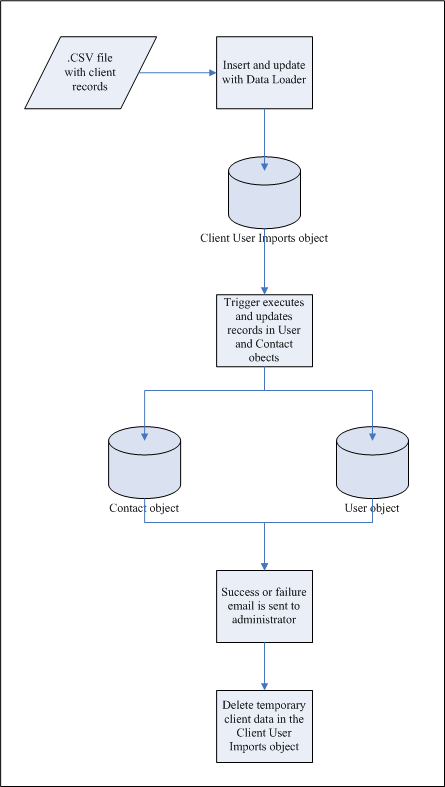 .CSV file
with client
records
Insert and update
with Data Loader
Client User Imports object
Trigger executes
and updates
records in User
and Contact
obects
Contact object
User object
Success or failure
email is sent to
administrator
Delete temporary
client data in the
Client User
Imports object